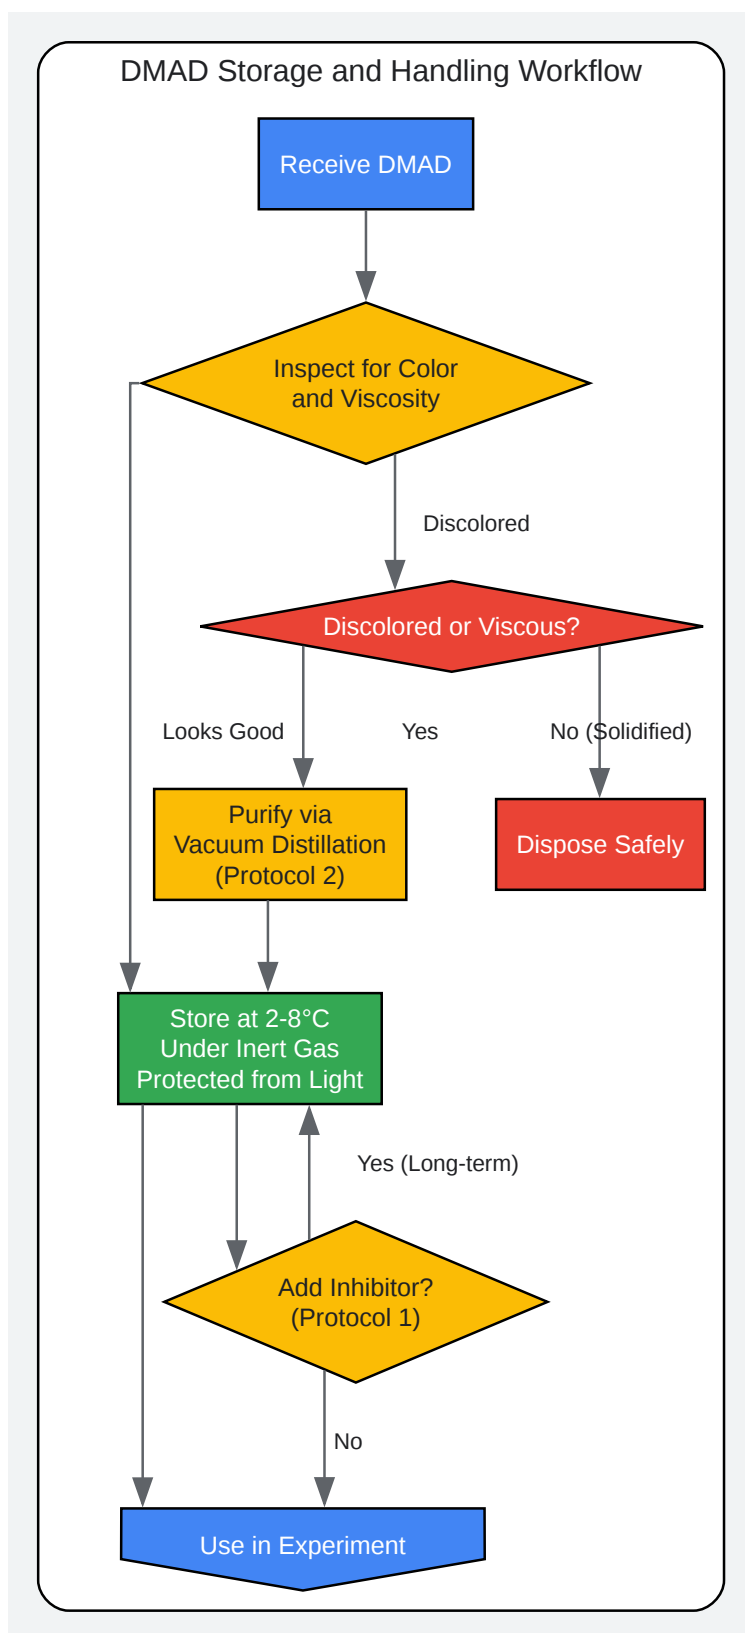 DMAD Storage and Handling Workflow
Receive DMAD
Inspect for Color
and Viscosity
Discolored
Discolored or Viscous?
Looks Good
Yes
No (Solidified)
Purify via
Vacuum Distillation
(Protocol 2)
Dispose Safely
Store at 2-8°C
Under Inert Gas
Protected from Light
Yes (Long-term)
Add Inhibitor?
(Protocol 1)
No
Use in Experiment